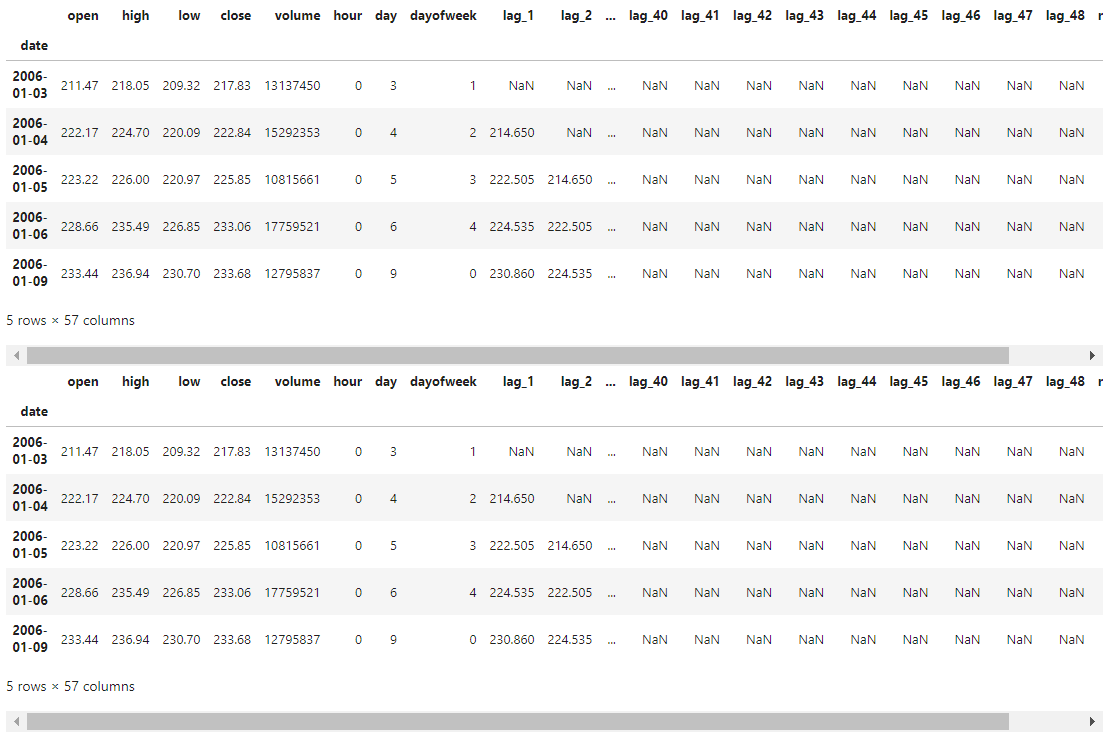 open high low close volume hour day dayofweek lag_1 lag_2 ... lag_40 lag_41 lag_42 lag_43 lag_44 lag_45 lag_46 lag_47 lag_48
date
2006-01-03 211.47 218.05 209.32 217.83 13137450 0 3 1 NaN NaN ... NaN NaN NaN NaN NaN NaN NaN NaN NaN
2006-01-04 222.17 224.70 220.09 222.84 15292353 0 4 2 214.650 NaN ... NaN NaN NaN NaN NaN NaN NaN NaN NaN
2006-01-05 223.22 226.00 220.97 225.85 10815661 0 5 3 222.505 214.650 ... NaN NaN NaN NaN NaN NaN NaN NaN NaN
2006-01-06 228.66 235.49 226.85 233.06 17759521 0 6 4 224.535 222.505 ... NaN NaN NaN NaN NaN NaN NaN NaN NaN
2006-01-09 233.44 236.94 230.70 233.68 12795837 0 9 0 230.860 224.535 ... NaN NaN NaN NaN NaN NaN NaN NaN NaN
5 rows × 57 columns
open high low close volume hour day dayofweek lag_1 lag_2 ... lag_40 lag_41 lag_42 lag_43 lag_44 lag_45 lag_46 lag_47 lag_48
date
2006-01-03 211.47 218.05 209.32 217.83 13137450 0 3 1 NaN NaN ... NaN NaN NaN NaN NaN NaN NaN NaN NaN
2006-01-04 222.17 224.70 220.09 222.84 15292353 0 4 2 214.650 NaN ... NaN NaN NaN NaN NaN NaN NaN NaN NaN
2006-01-05 223.22 226.00 220.97 225.85 10815661 0 5 3 222.505 214.650 ... NaN NaN NaN NaN NaN NaN NaN NaN NaN
2006-01-06 228.66 235.49 226.85 233.06 17759521 0 6 4 224.535 222.505 ... NaN NaN NaN NaN NaN NaN NaN NaN NaN
2006-01-09 233.44 236.94 230.70 233.68 12795837 0 9 0 230.860 224.535 ... NaN NaN NaN NaN NaN NaN NaN NaN NaN
5 rows × 57 columns